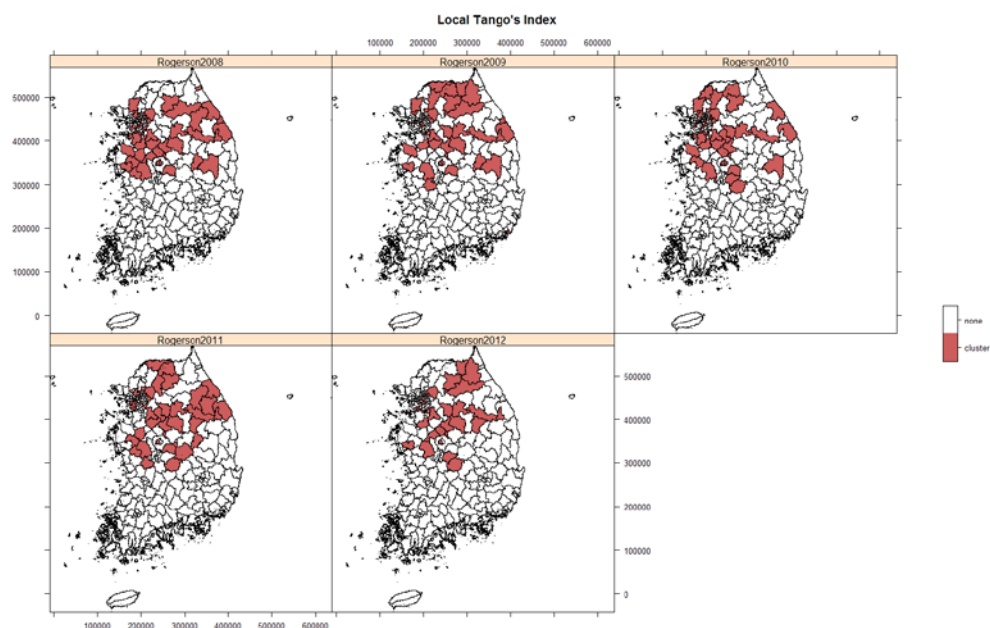 Local Tango's Index
100000 200000 300000 400000 500000 600000
Rogerson2008 Rogerson2009 Rogerson2010
500000
400000
300000
200000
100000
0
none
cluster
Rogerson2011 Rogerson2012
500000
400000
300000
200000
100000
0
100000 200000 300000 400000 500000 600000